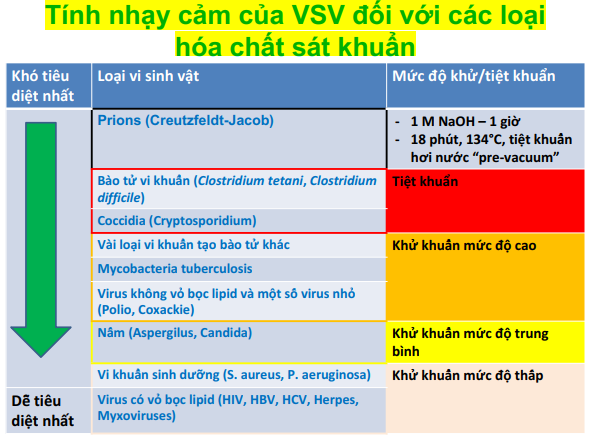 Tính nhạy cảm của VSV đối với các loại
hóa chất sát khuẩn
Khó tiêu
diệt nhất
Loại vi sinh vật
Mức độ khử/tiệt khuẩn
Prions (Creutzfeldt-Jacob)
- 1 M NaOH – 1 giờ
- 18 phút, 134°C, tiệt khuẩn
hơi nước “pre-vacuum”
Bào tử vi khuẩn (Clostridium tetani, Clostridium
difficile)
Tiệt khuẩn
Coccidia (Cryptosporidium)
Vài loại vi khuẩn tạo bào tử khác
Khử khuẩn mức độ cao
Mycobacteria tuberculosis
Virus không vỏ bọc lipid và một số virus nhỏ
(Polio, Coxackie)
Nấm (Aspergilus, Candida)
Khử khuẩn mức độ trung
bình
Vi khuẩn sinh dưỡng (S. aureus, P. aeruginosa)
Khử khuẩn mức độ thấp
Dễ tiêu
diệt nhất
Virus có vỏ bọc lipid (HIV, HBV, HCV, Herpes,
Myxoviruses)